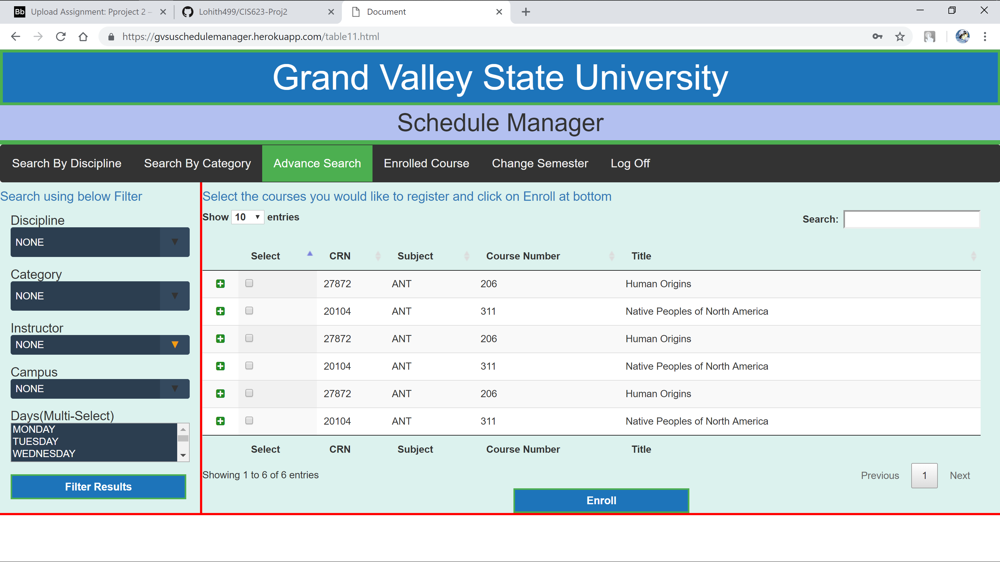 Bb Upload Assignment: Pproject 2 – Lohith499/CIS623-Proj2 Document
https://gvsuschedulemanager.herokuapp.com/table11.html
Grand Valley State University
Schedule Manager
Search By Discipline Search By Category Advance Search Enrolled Course Change Semester Log Off
Search using below Filter
Discipline
NONE
Category
NONE
Instructor
NONE
Campus
NONE
Days(Multi-Select)
MONDAY
TUESDAY
WEDNESDAY
Filter Results
Select the courses you would like to register and click on Enroll at bottom
Show 10 entries
Search:
Select CRN Subject Course Number Title
27872 ANT 206 Human Origins
20104 ANT 311 Native Peoples of North America
27872 ANT 206 Human Origins
20104 ANT 311 Native Peoples of North America
27872 ANT 206 Human Origins
20104 ANT 311 Native Peoples of North America
Select CRN Subject Course Number Title
Showing 1 to 6 of 6 entries
Previous 1 Next
Enroll